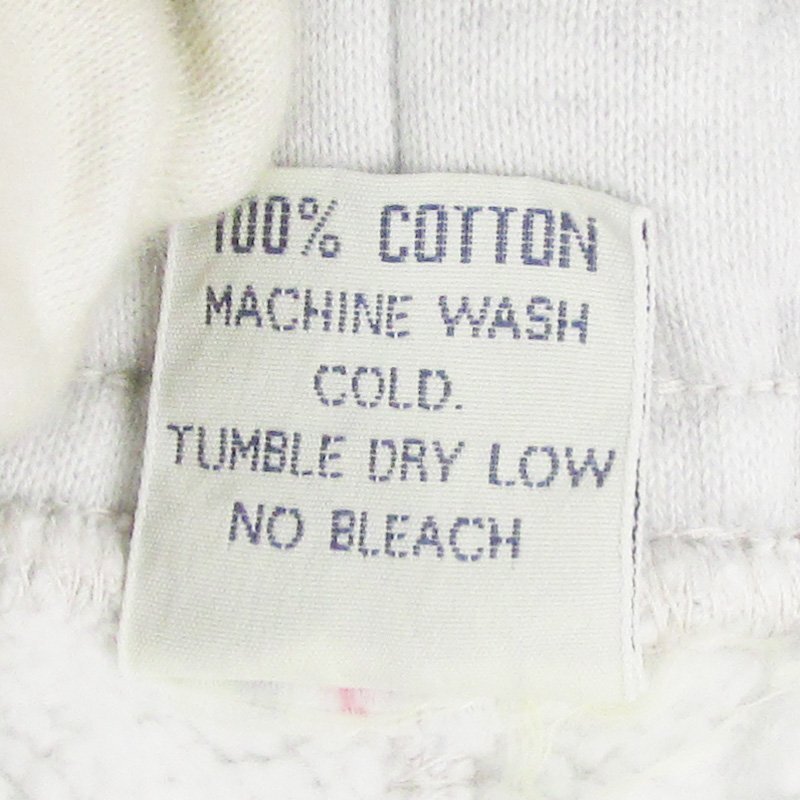 100% COTTON
MACHINE WASH
COLD.
TUMBLE DRY LOW
NO BLEACH